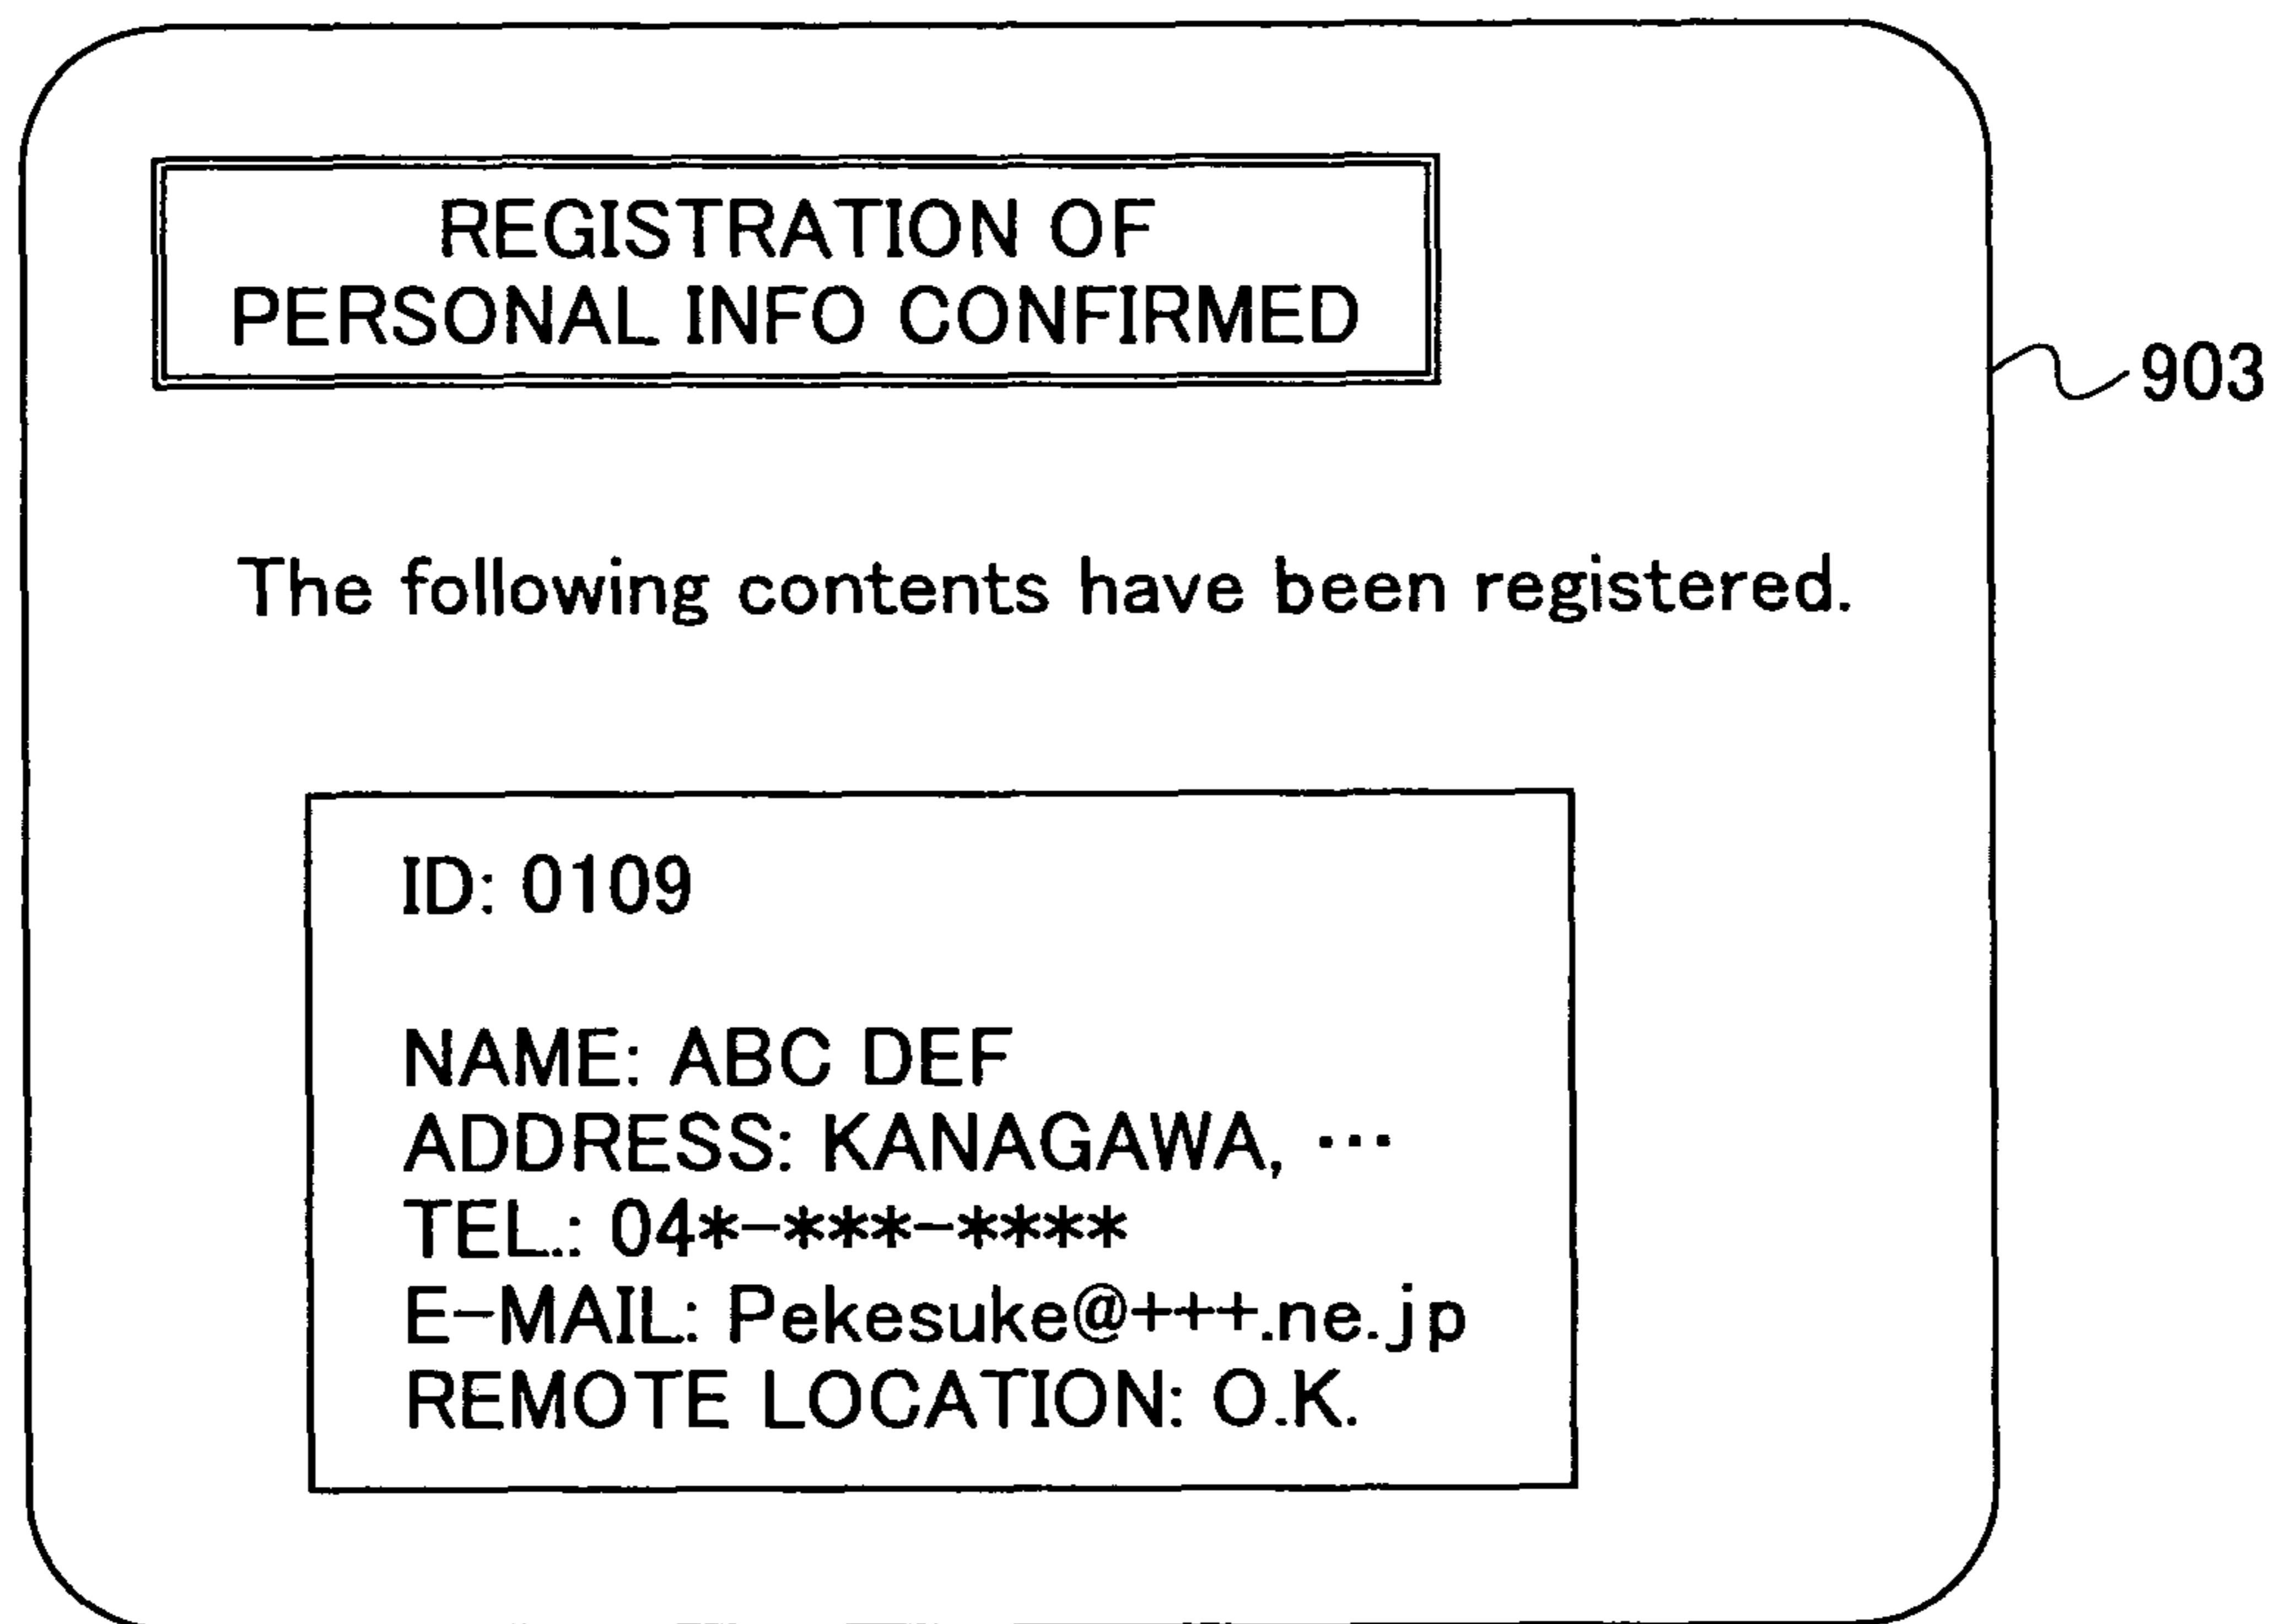 REGISTRATION OF
PERSONAL INFO CONFIRMED
903
The following contents have been registered.
ID: 0109
NAME: ABC DEF
ADDRESS: KANAGAWA, ···
TEL.: 04*-***-****
E-MAIL: Pekesuke@+++.ne.jp
REMOTE LOCATION: O.K.